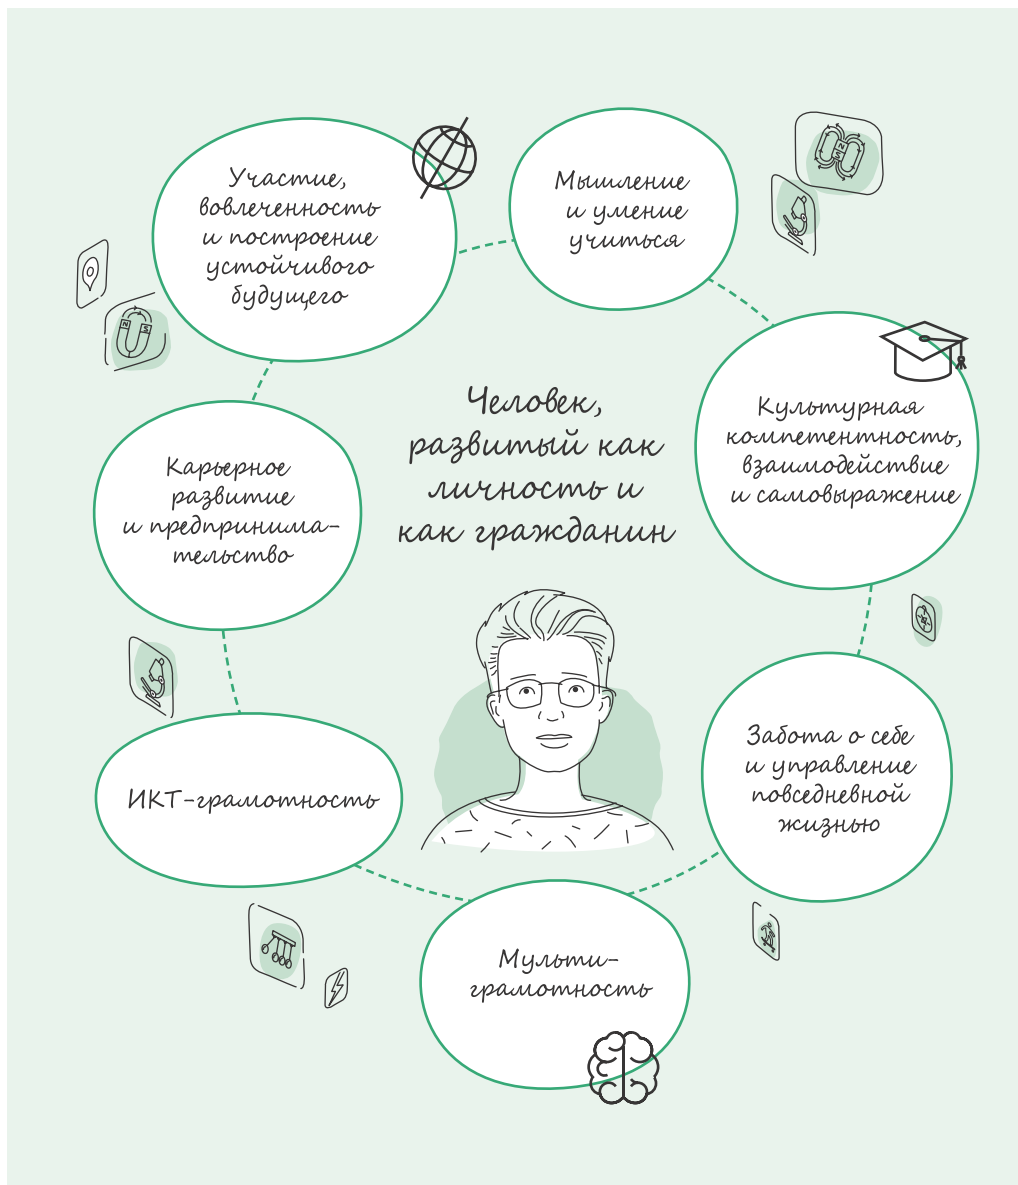 Участие,
вовлеченность
и построение
устойчивого
будущего
Мышление
и умение
учиться
Культурная
компетентность,
взаимодействие
и самовыражение
Человек,
развитый как
личность и
как гражданин
Карьерное
развитие
и предпринима-
тельство
Забота о себе
и управление
повседневной
жизнью
ИКТ-грамотность
Мульти-
грамотность